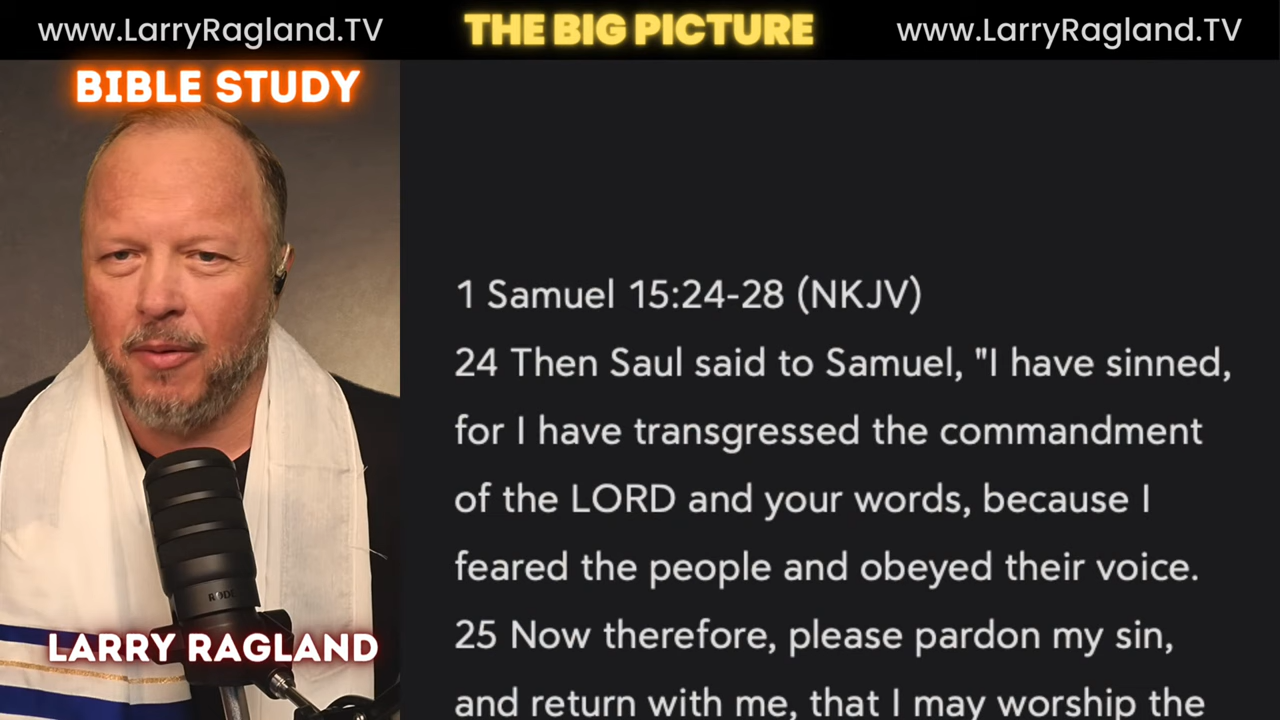 www.LarryRagland.TV
THE BIG PICTURE
www.LarryRagland.TV
BIBLE STUDY
RODE
LARRY RAGLAND
1 Samuel 15:24-28 (NKJV)
24 Then Saul said to Samuel, "I have sinned,
for I have transgressed the commandment
of the LORD and your words, because I
feared the people and obeyed their voice.
25 Now therefore, please pardon my sin,
and return with me, that I may worship the